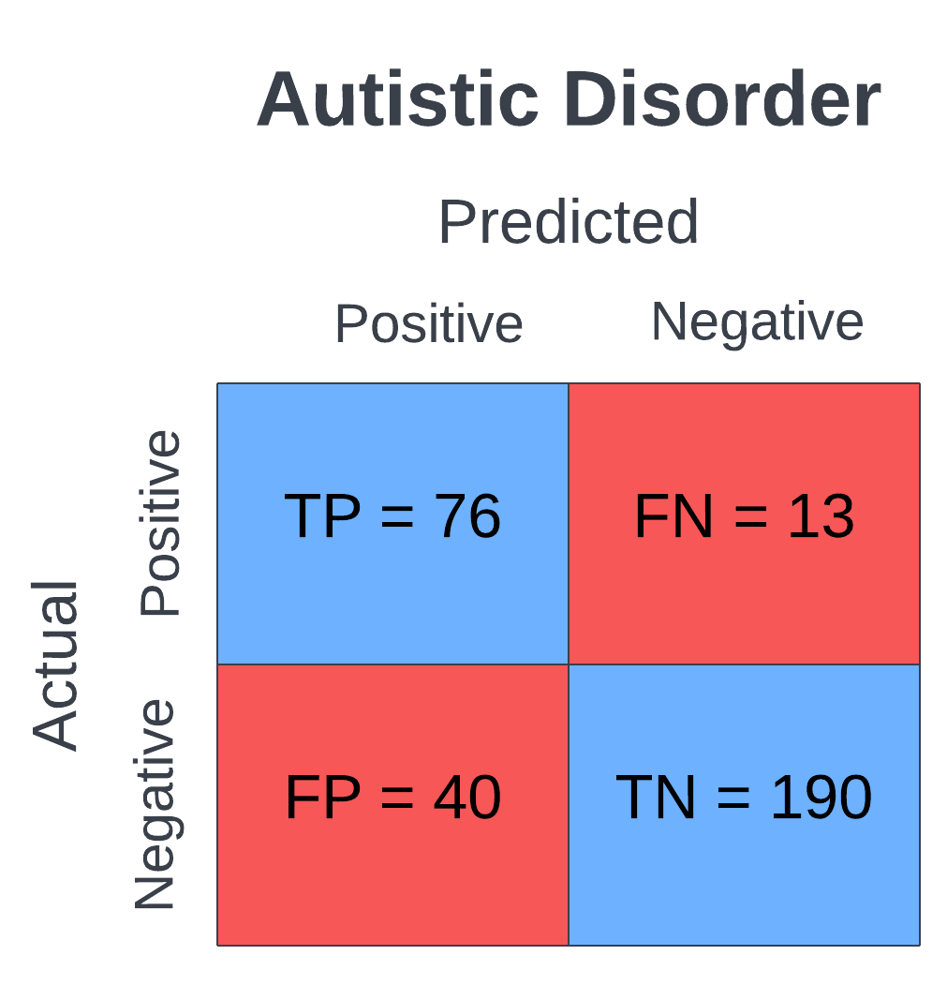 Autistic Disorder
Predicted
Positive Negative
Actual
Positive
TP = 76 FN = 13
Negative
FP = 40 TN = 190